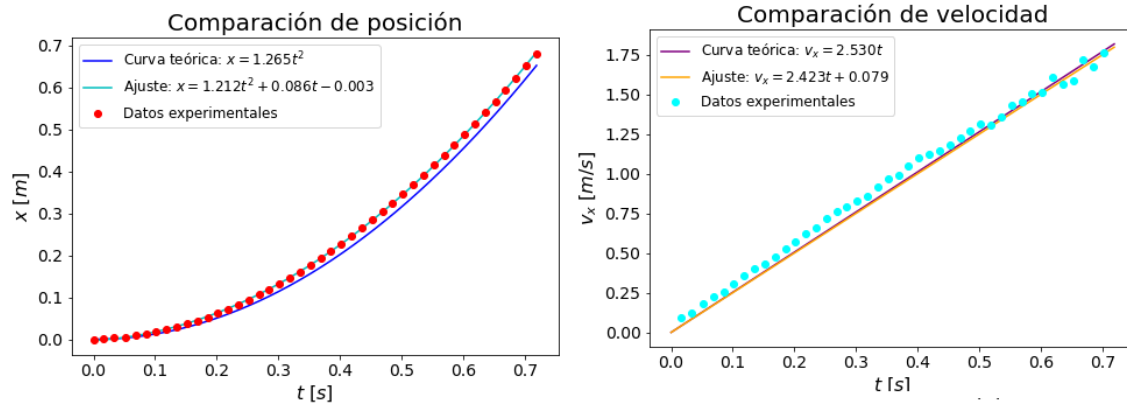 Comparación de posición
Curva teórica: x = 1.265t²
Ajuste: x = 1.212t² + 0.086t − 0.003
Datos experimentales
0.7
0.6
0.5
0.4
0.3
0.2
0.1
0.0
x [m]
0.0 0.1 0.2 0.3 0.4 0.5 0.6 0.7
t [s]
Comparación de velocidad
Curva teórica: vₓ = 2.530t
Ajuste: vₓ = 2.423t + 0.079
Datos experimentales
1.75
1.50
1.25
1.00
0.75
0.50
0.25
0.00
vₓ [m/s]
0.0 0.1 0.2 0.3 0.4 0.5 0.6 0.7
t [s]